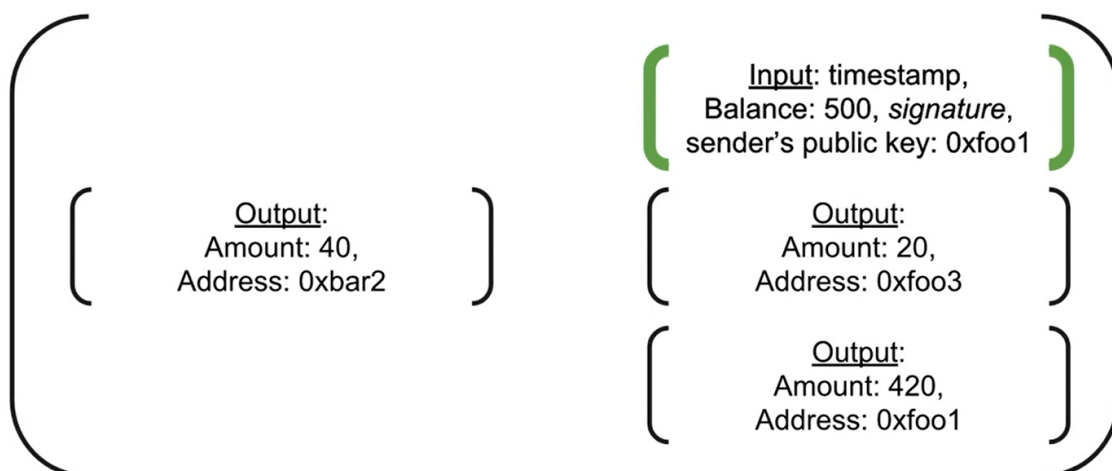 Input: timestamp,
Balance: 500, signature,
sender’s public key: 0xfoo1
Output:
Amount: 40,
Address: 0xbar2
Output:
Amount: 20,
Address: 0xfoo3
Output:
Amount: 420,
Address: 0xfoo1